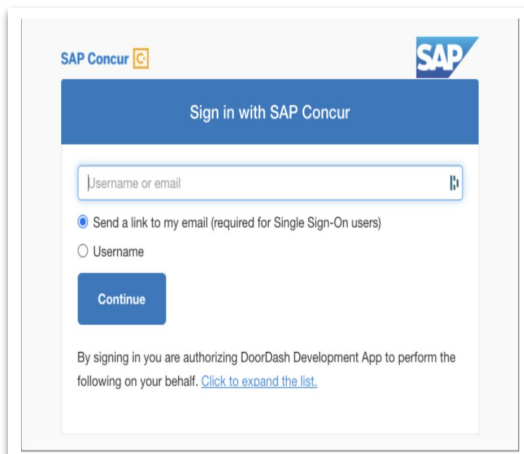 SAP Concur C
SAP
Sign in with SAP Concur
Username or email
Send a link to my email (required for Single Sign-On users)
Username
Continue
By signing in you are authorizing DoorDash Development App to perform the
following on your behalf. Click to expand the list.